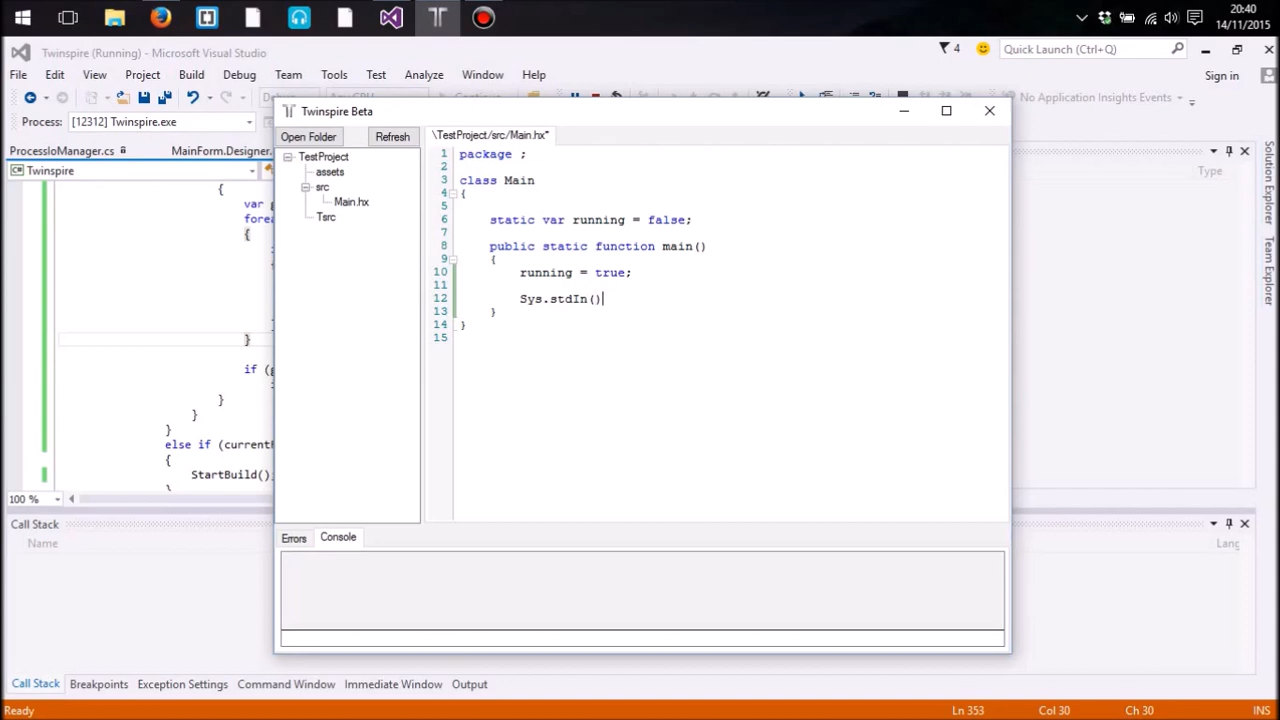 20:40
14/11/2015
Twinspire (Running) - Microsoft Visual Studio
4
Quick Launch (Ctrl+Q)
File Edit View Project Build Debug Team Tools Test Analyze Window Help
Sign in
Continue
No Application Insights Events
Process: [12312] Twinspire.exe
ProcessIoManager.cs MainForm.Designer
Twinspire
Type
{
var
{
}
if
}
}
}
else if
{
StartBuild();
100 %
Call Stack
Name
Lang
Solution Explorer
Team Explorer
Twinspire Beta
Open Folder Refresh
TestProject
assets
src
Main.hx
Tsrc
\TestProject/src/Main.hx*
1 package ;
2
3 class Main
4 {
5
6 static var running = false;
7
8 public static function main()
9 {
10 running = true;
11
12 Sys.stdIn()
13 }
14 }
15
Errors Console
Call Stack Breakpoints Exception Settings Command Window Immediate Window Output
Ready Ln 353 Col 30 Ch 30 INS